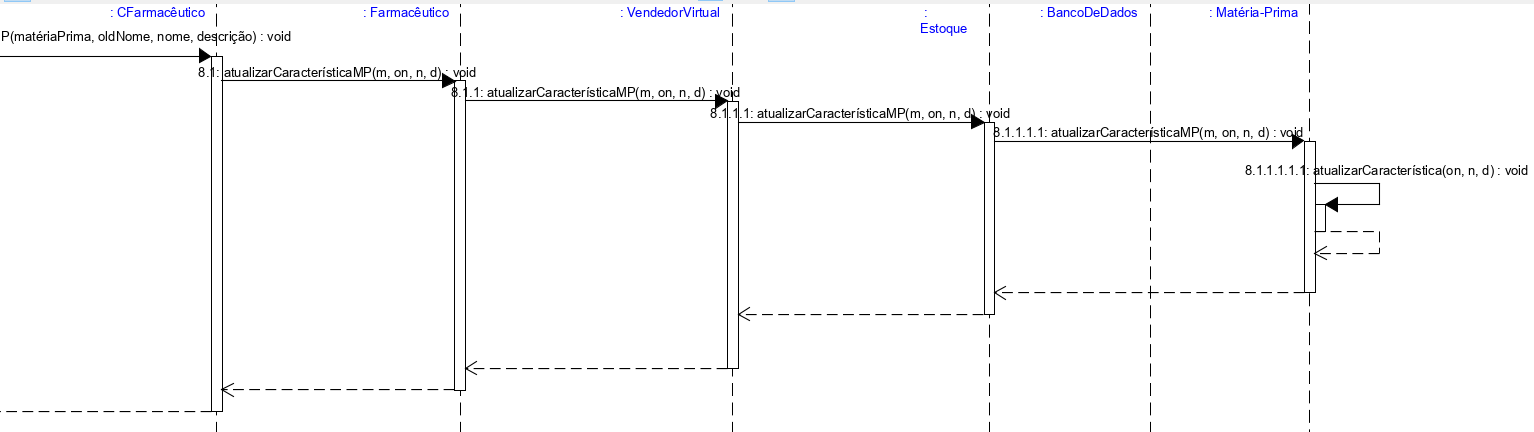 : CFarmacêutico
: Farmacêutico
: VendedorVirtual
:
Estoque
: BancoDeDados
: Matéria-Prima
P(matériaPrima, oldNome, nome, descrição) : void
8.1: atualizarCaracterísticaMP(m, on, n, d) : void
8.1.1: atualizarCaracterísticaMP(m, on, n, d) : void
8.1.1.1: atualizarCaracterísticaMP(m, on, n, d) : void
8.1.1.1.1: atualizarCaracterísticaMP(m, on, n, d) : void
8.1.1.1.1.1: atualizarCaracterística(on, n, d) : void